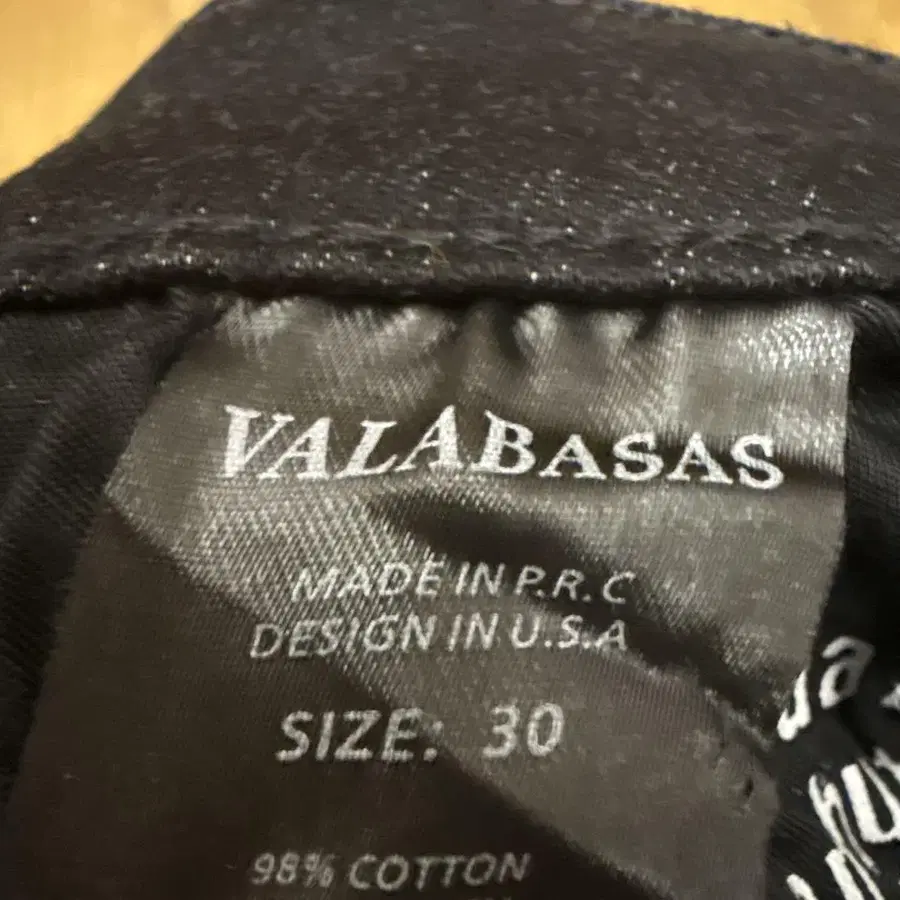 VALABASAS
MADE IN P.R.C
DESIGN IN U.S.A
SIZE: 30
98% COTTON